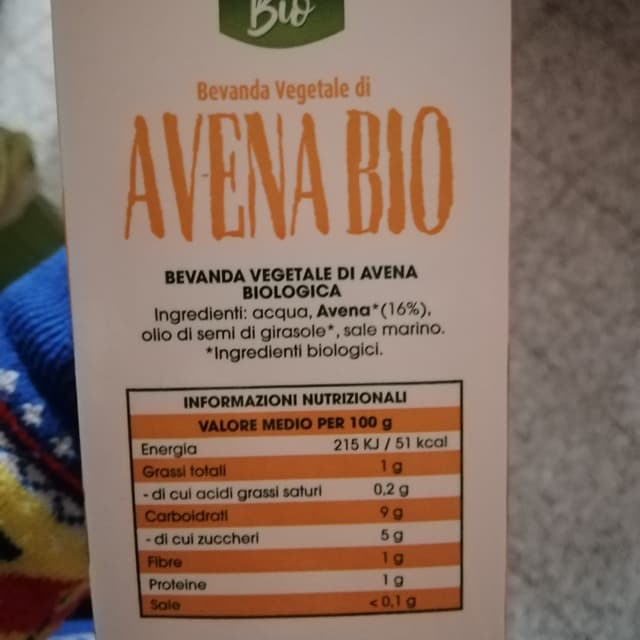 Bio
Bevanda Vegetale di
AVENA BIO
BEVANDA VEGETALE DI AVENA
BIOLOGICA
Ingredienti: acqua, Avena*(16%),
olio di semi di girasole*, sale marino.
*Ingredienti biologici.
INFORMAZIONI NUTRIZIONALI
VALORE MEDIO PER 100 g
Energia 215 KJ / 51 kcal
Grassi totali 1 g
- di cui acidi grassi saturi 0,2 g
Carboidrati 9 g
- di cui zuccheri 5 g
Fibre 1 g
Proteine 1 g
Sale < 0,1 g